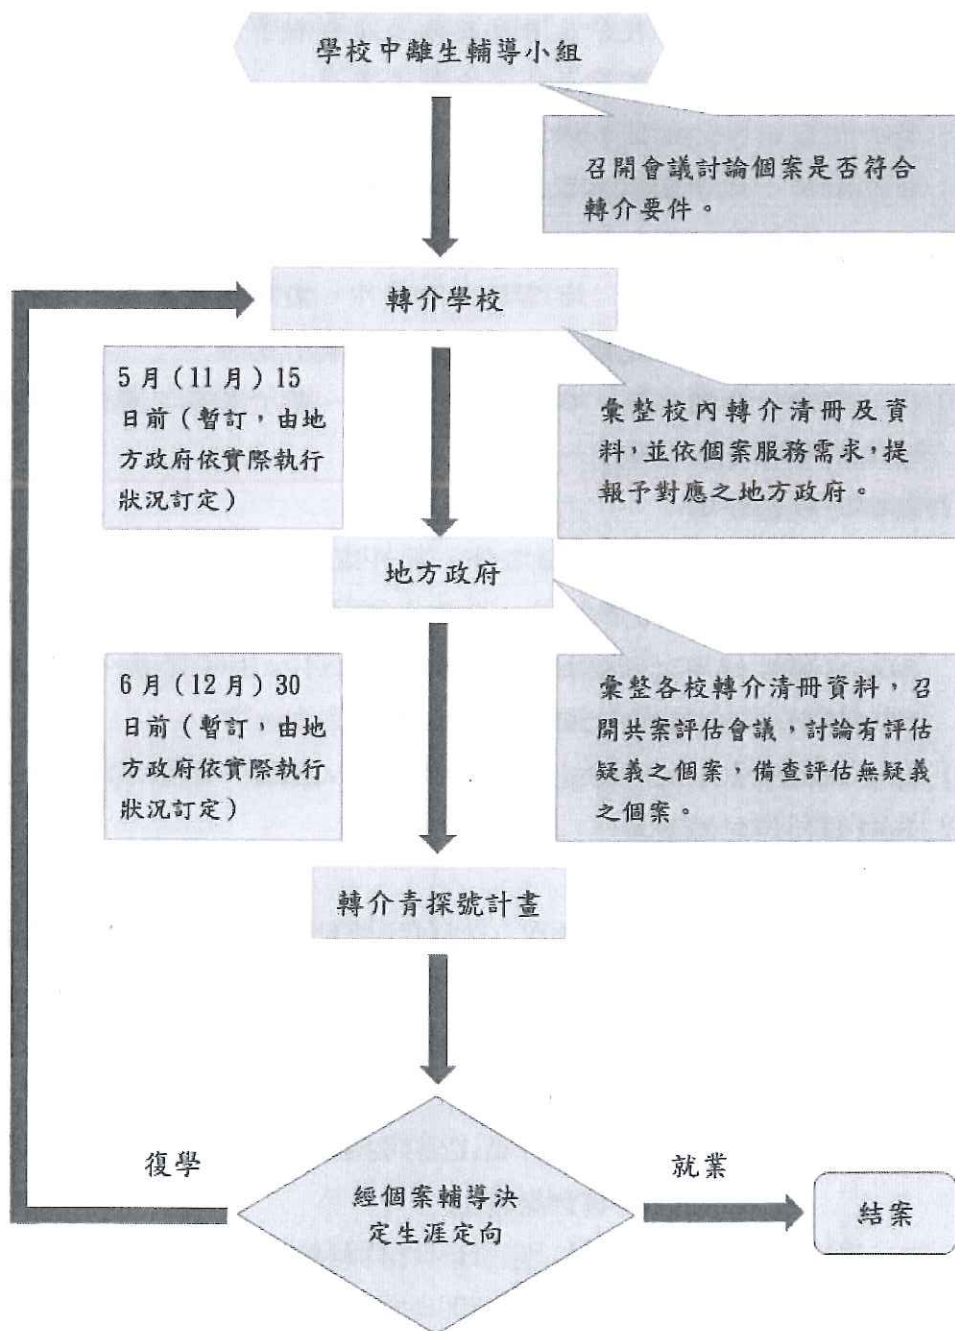 學校中離生輔導小組
召開會議討論個案是否符合
轉介要件。
轉介學校
5月(11月)15
日前(暫訂,由地
方政府依實際執行
狀況訂定)
彙整校內轉介清冊及資
料,並依個案服務需求,提
報予對應之地方政府。
地方政府
6月(12月)30
日前(暫訂,由地
方政府依實際執行
狀況訂定)
彙整各校轉介清冊資料,召
開共案評估會議,討論有評估
疑義之個案,備查評估無疑義
之個案。
轉介青探號計畫
復學
經個案輔導決
定生涯定向
就業
結案